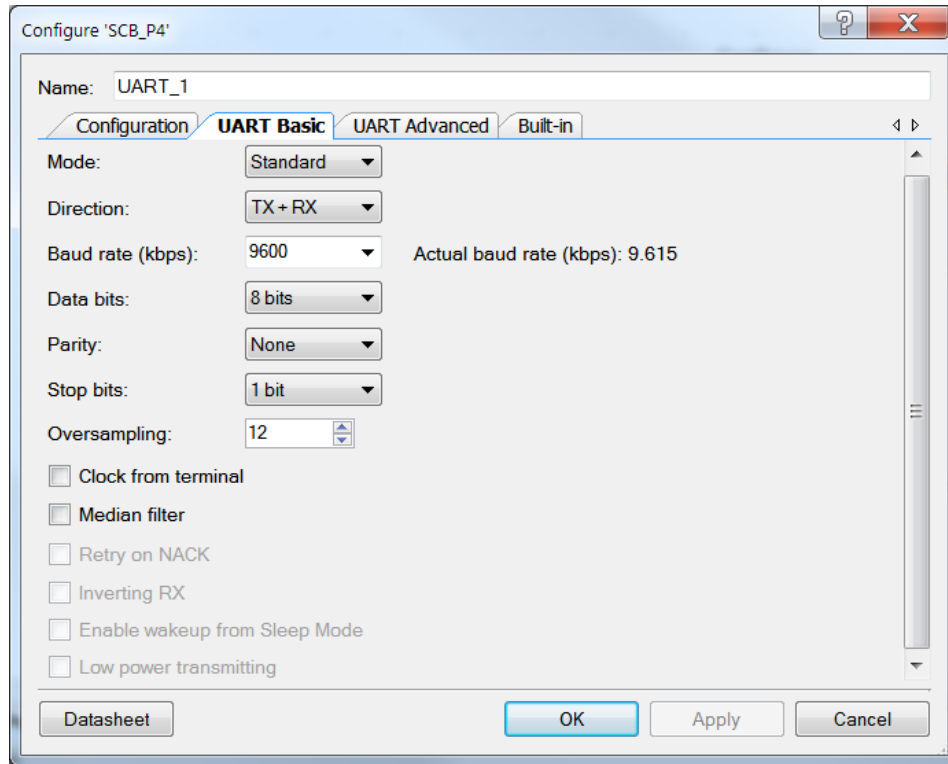 Configure 'SCB_P4'
Name: UART_1
Configuration UART Basic UART Advanced Built-in
Mode: Standard
Direction: TX + RX
Baud rate (kbps): 9600 Actual baud rate (kbps): 9.615
Data bits: 8 bits
Parity: None
Stop bits: 1 bit
Oversampling: 12
Clock from terminal
Median filter
Retry on NACK
Inverting RX
Enable wakeup from Sleep Mode
Low power transmitting
Datasheet OK Apply Cancel